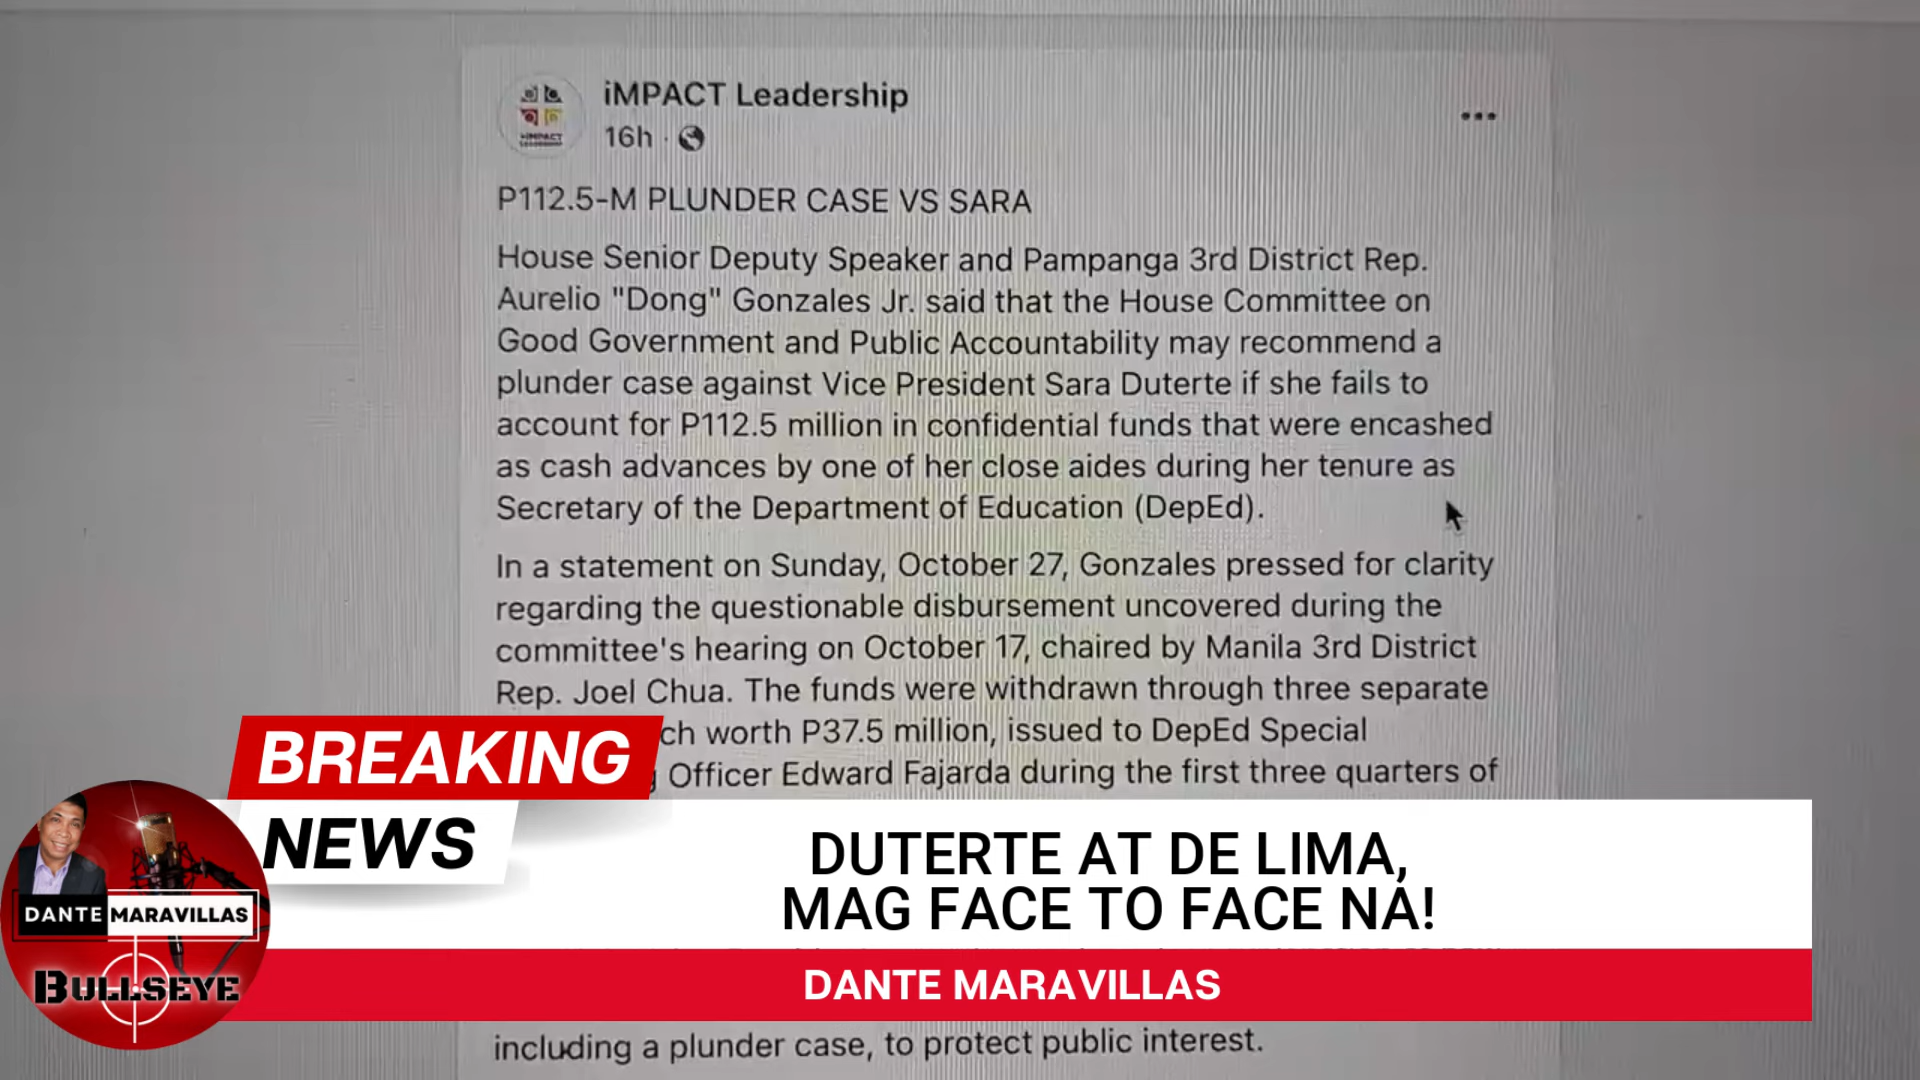 iMPACT Leadership
16h ·
P112.5-M PLUNDER CASE VS SARA
House Senior Deputy Speaker and Pampanga 3rd District Rep.
Aurelio "Dong" Gonzales Jr. said that the House Committee on
Good Government and Public Accountability may recommend a
plunder case against Vice President Sara Duterte if she fails to
account for P112.5 million in confidential funds that were encashed
as cash advances by one of her close aides during her tenure as
Secretary of the Department of Education (DepEd).
In a statement on Sunday, October 27, Gonzales pressed for clarity
regarding the questionable disbursement uncovered during the
committee's hearing on October 17, chaired by Manila 3rd District
Rep. Joel Chua. The funds were withdrawn through three separate
worth P37.5 million, issued to DepEd Special
Officer Edward Fajarda during the first three quarters of
including a plunder case, to protect public interest.
BREAKING
NEWS
DUTERTE AT DE LIMA,
MAG FACE TO FACE NA!
DANTE MARAVILLAS
DANTE MARAVILLAS
BULLSEYE